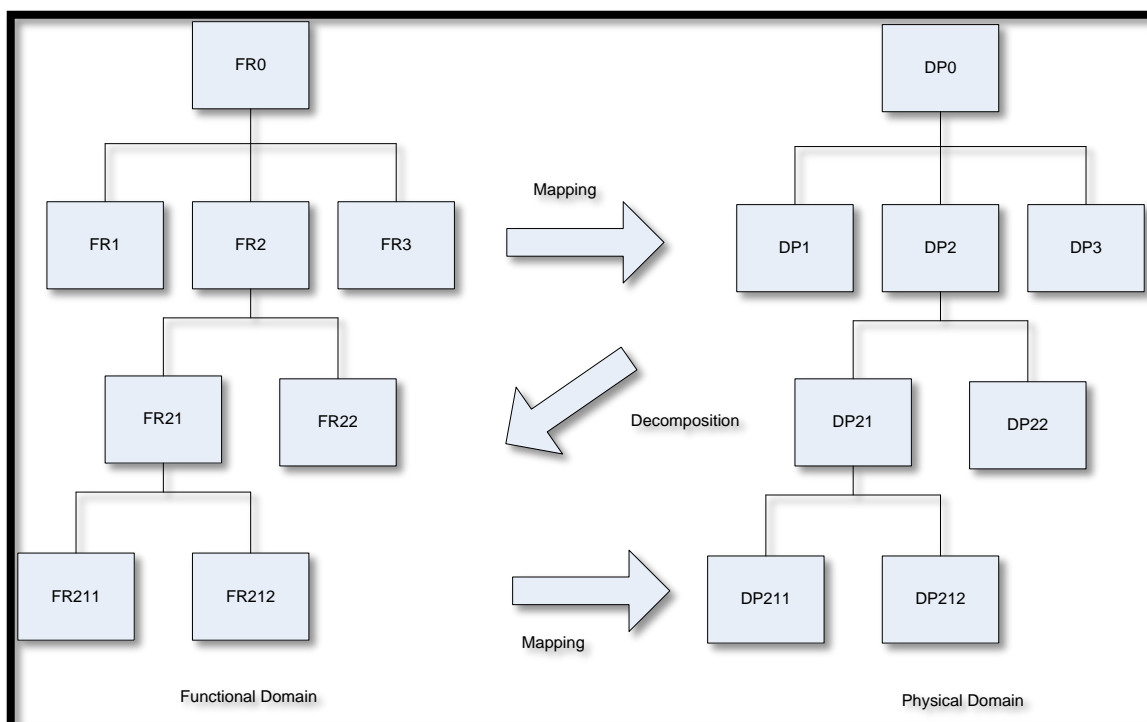 FR0
DP0
Mapping
FR1
FR2
FR3
DP1
DP2
DP3
FR21
FR22
Decomposition
DP21
DP22
FR211
FR212
DP211
DP212
Mapping
Functional Domain
Physical Domain